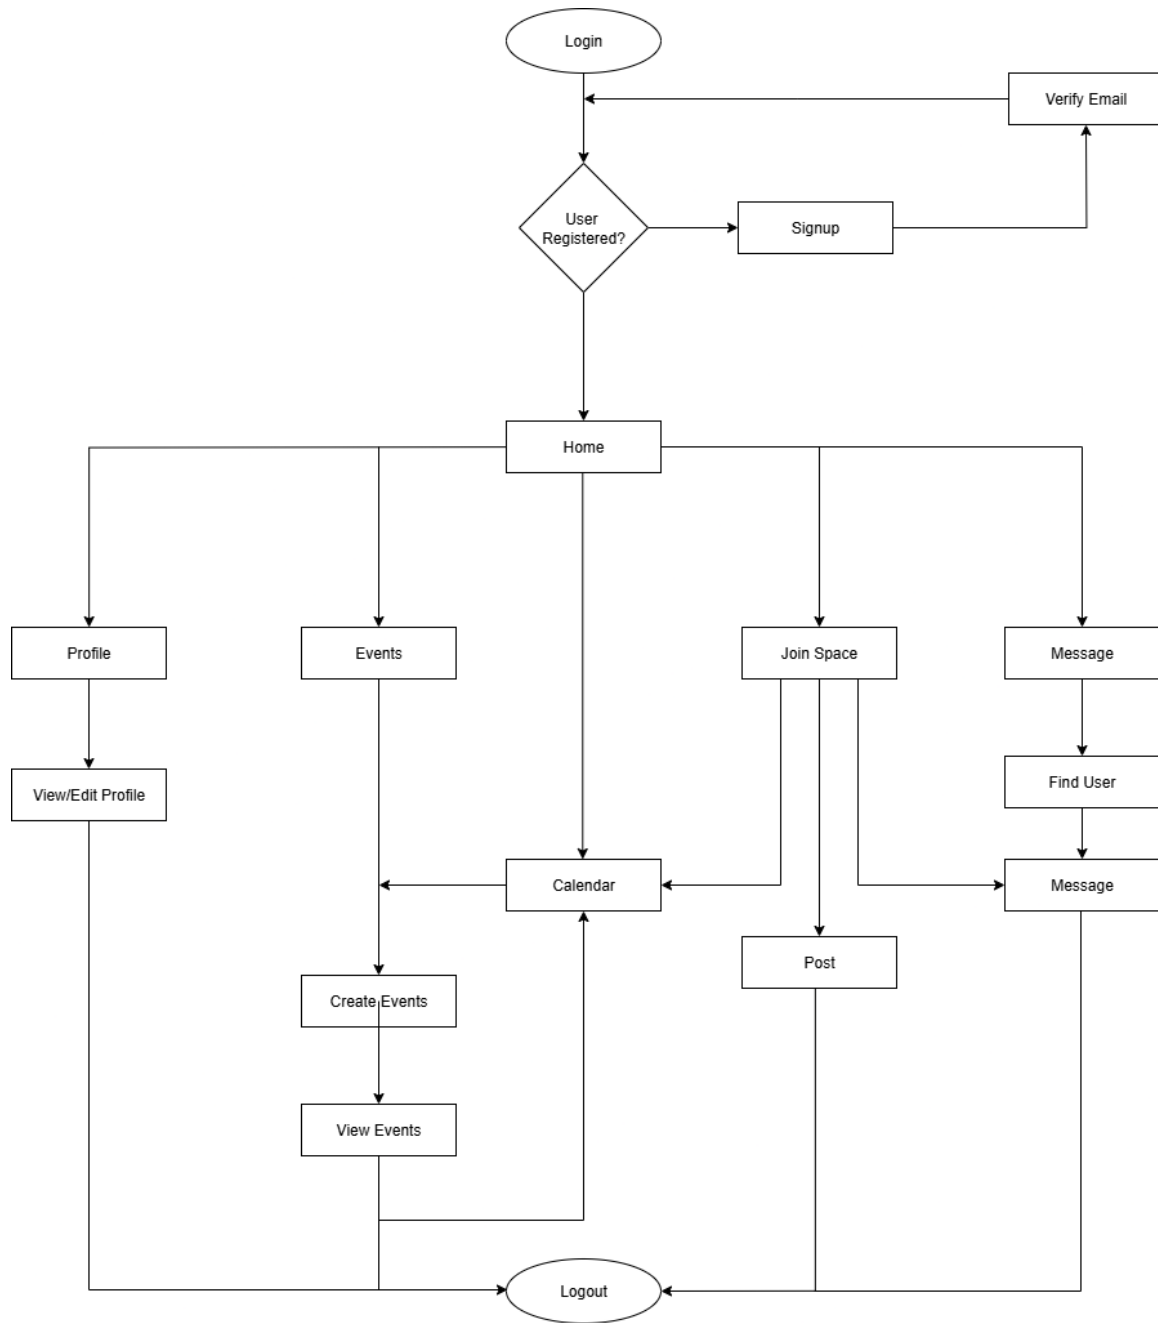 Login
Verify Email
User
Registered?
Signup
Home
Profile
Events
Join Space
Message
View/Edit Profile
Find User
Calendar
Message
Post
Create Events
View Events
Logout